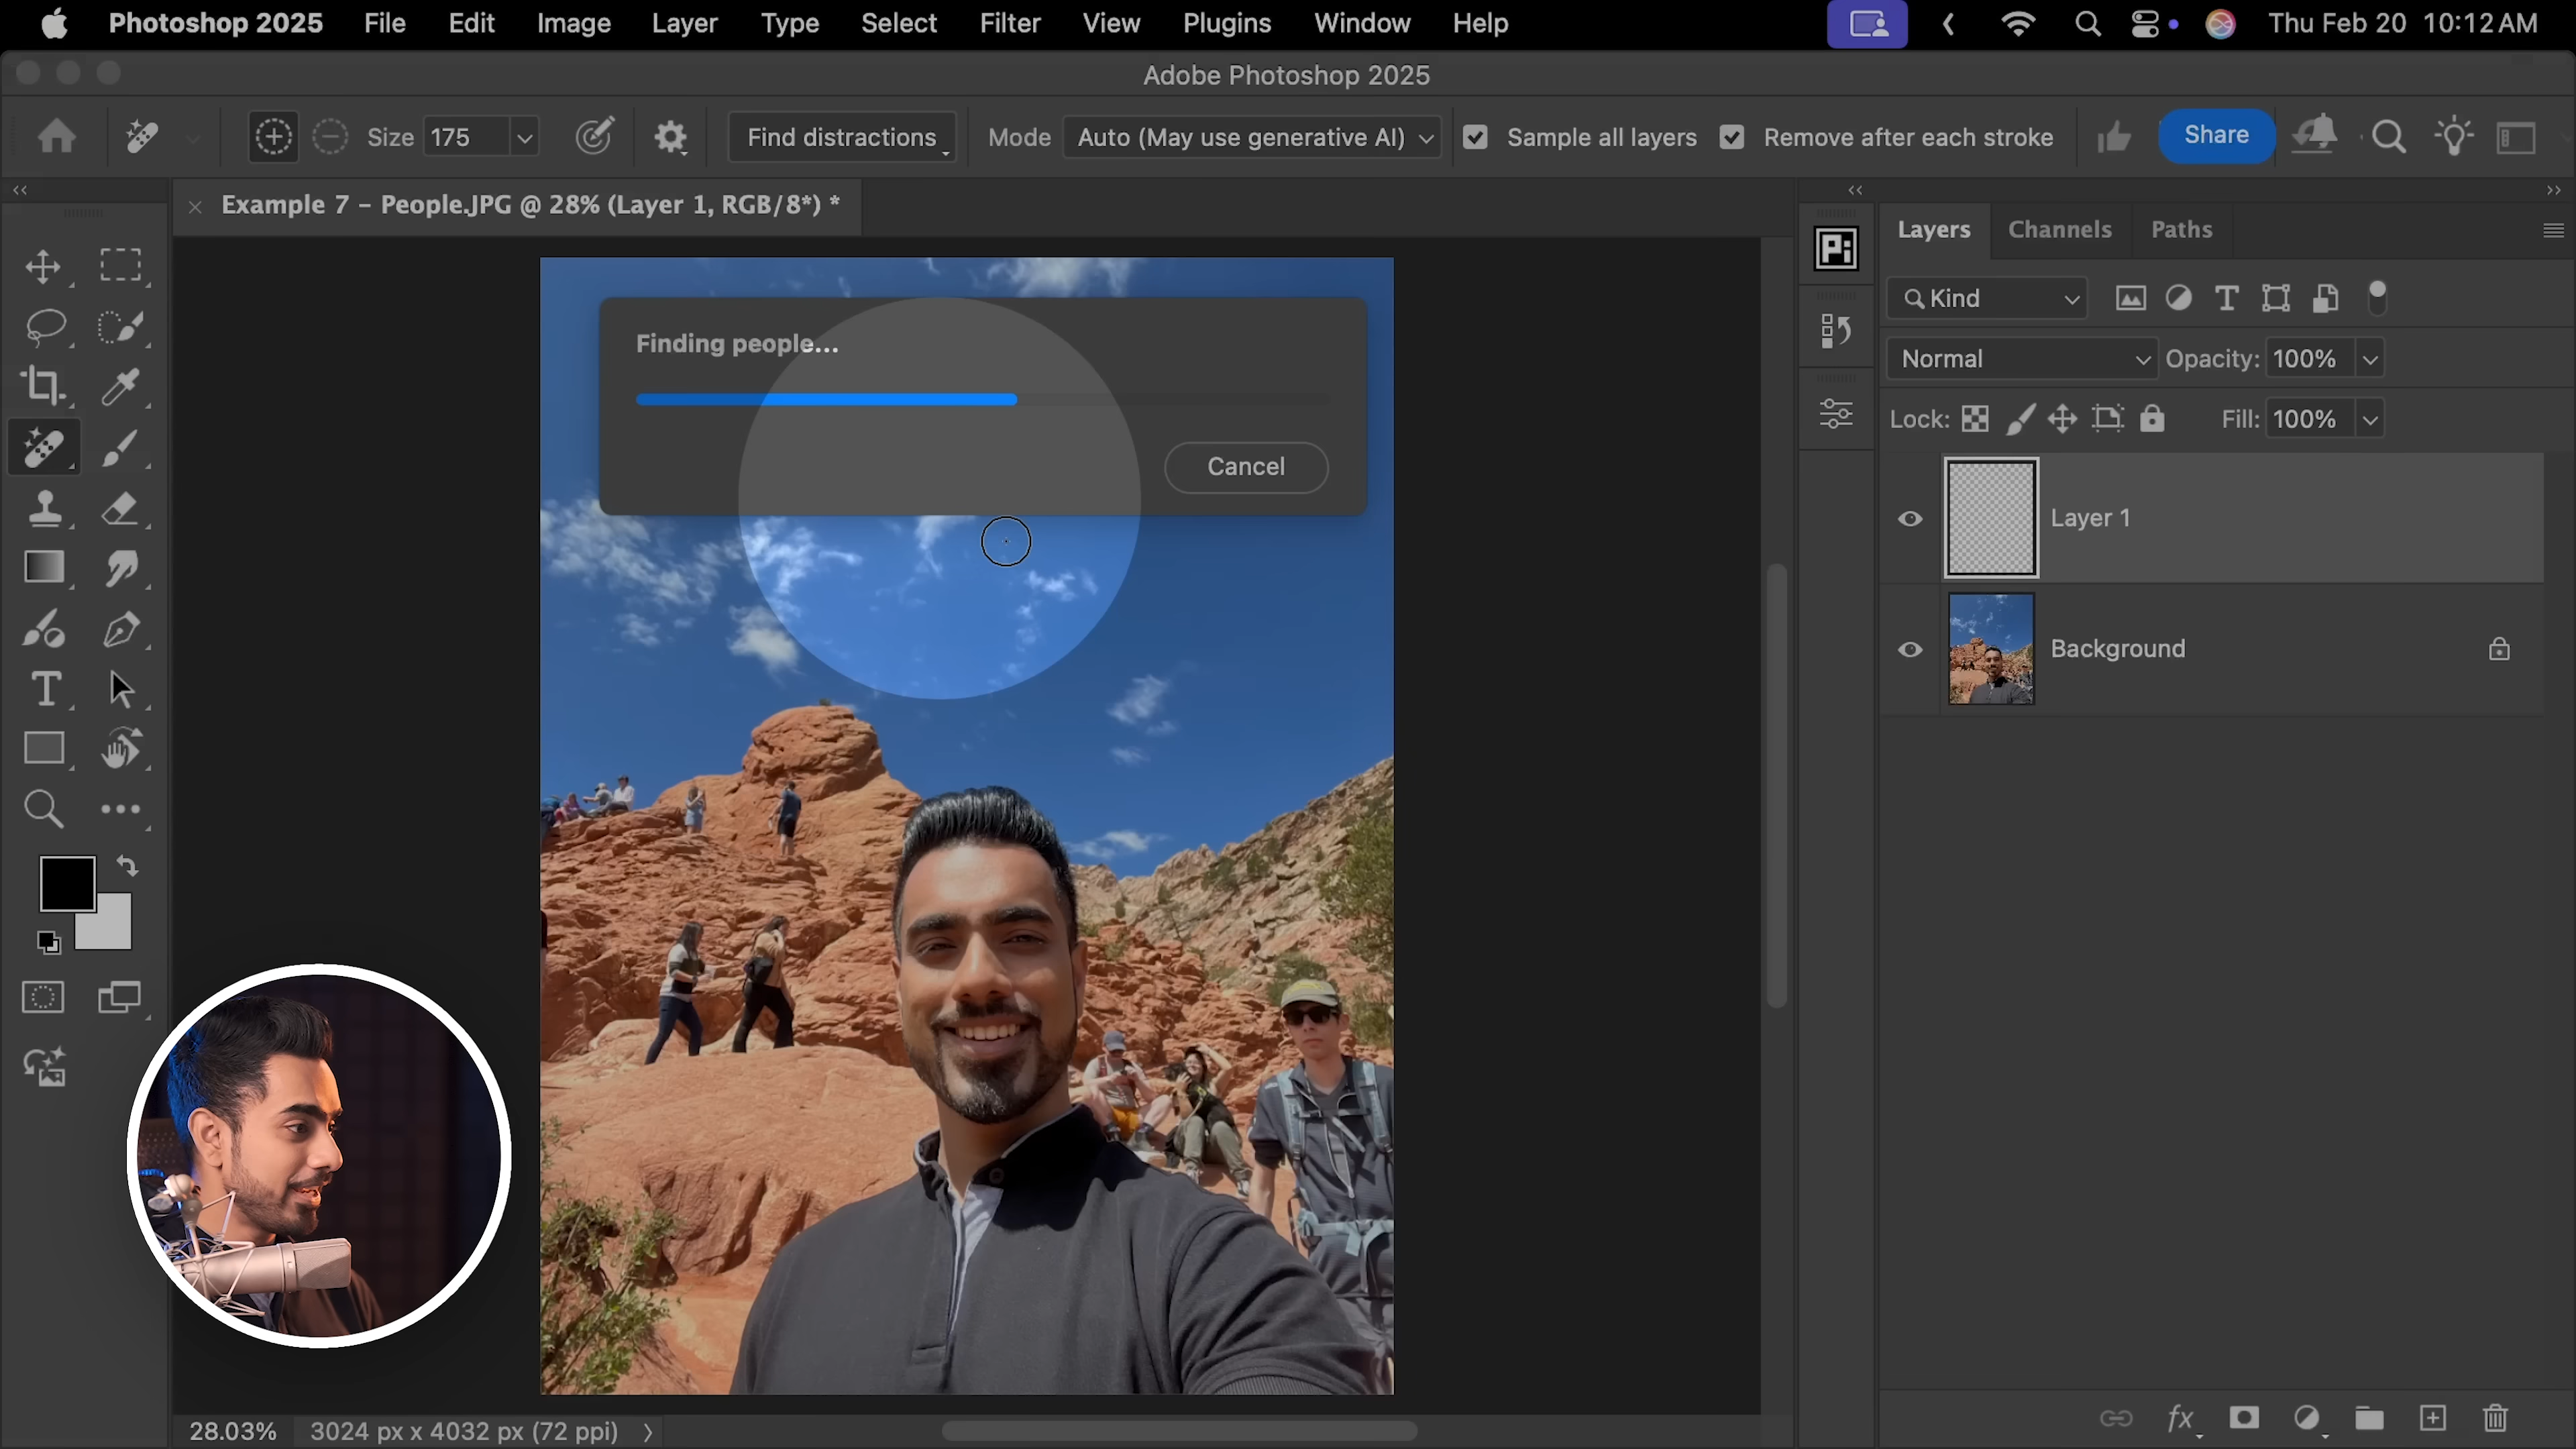 Photoshop 2025 File Edit Image Layer Type Select Filter View Plugins Window Help Thu Feb 20 10:12 AM
Adobe Photoshop 2025
Size 175 Find distractions Mode Auto (May use generative AI) Sample all layers Remove after each stroke Share
Example 7 – People.JPG @ 28% (Layer 1, RGB/8*) *
Layers Channels Paths
Pi
Kind
Finding people...
Normal Opacity: 100%
Lock: Fill: 100%
Cancel
Layer 1
Background
28.03% 3024 px x 4032 px (72 ppi)
fx